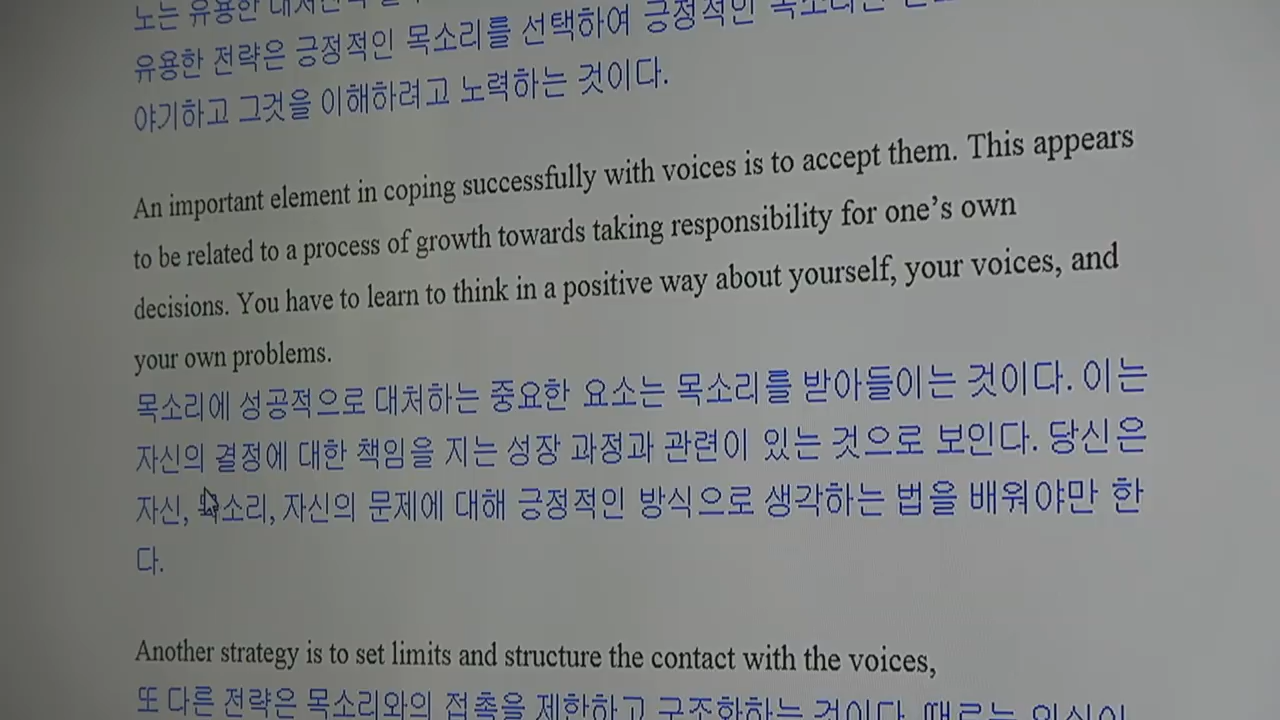 노는 유용한
유용한 전략은 긍정적인 목소리를 선택하여 긍정적인
야기하고 그것을 이해하려고 노력하는 것이다.
An important element in coping successfully with voices is to accept them. This appears
to be related to a process of growth towards taking responsibility for one's own
decisions. You have to learn to think in a positive way about yourself, your voices, and
your own problems.
목소리에 성공적으로 대처하는 중요한 요소는 목소리를 받아들이는 것이다. 이는
자신의 결정에 대한 책임을 지는 성장 과정과 관련이 있는 것으로 보인다. 당신은
자신, 목소리, 자신의 문제에 대해 긍정적인 방식으로 생각하는 법을 배워야만 한
다.
Another strategy is to set limits and structure the contact with the voices,
또 다른 전략은 목소리와의 접촉을 제한하고 구조화하는 것이다.